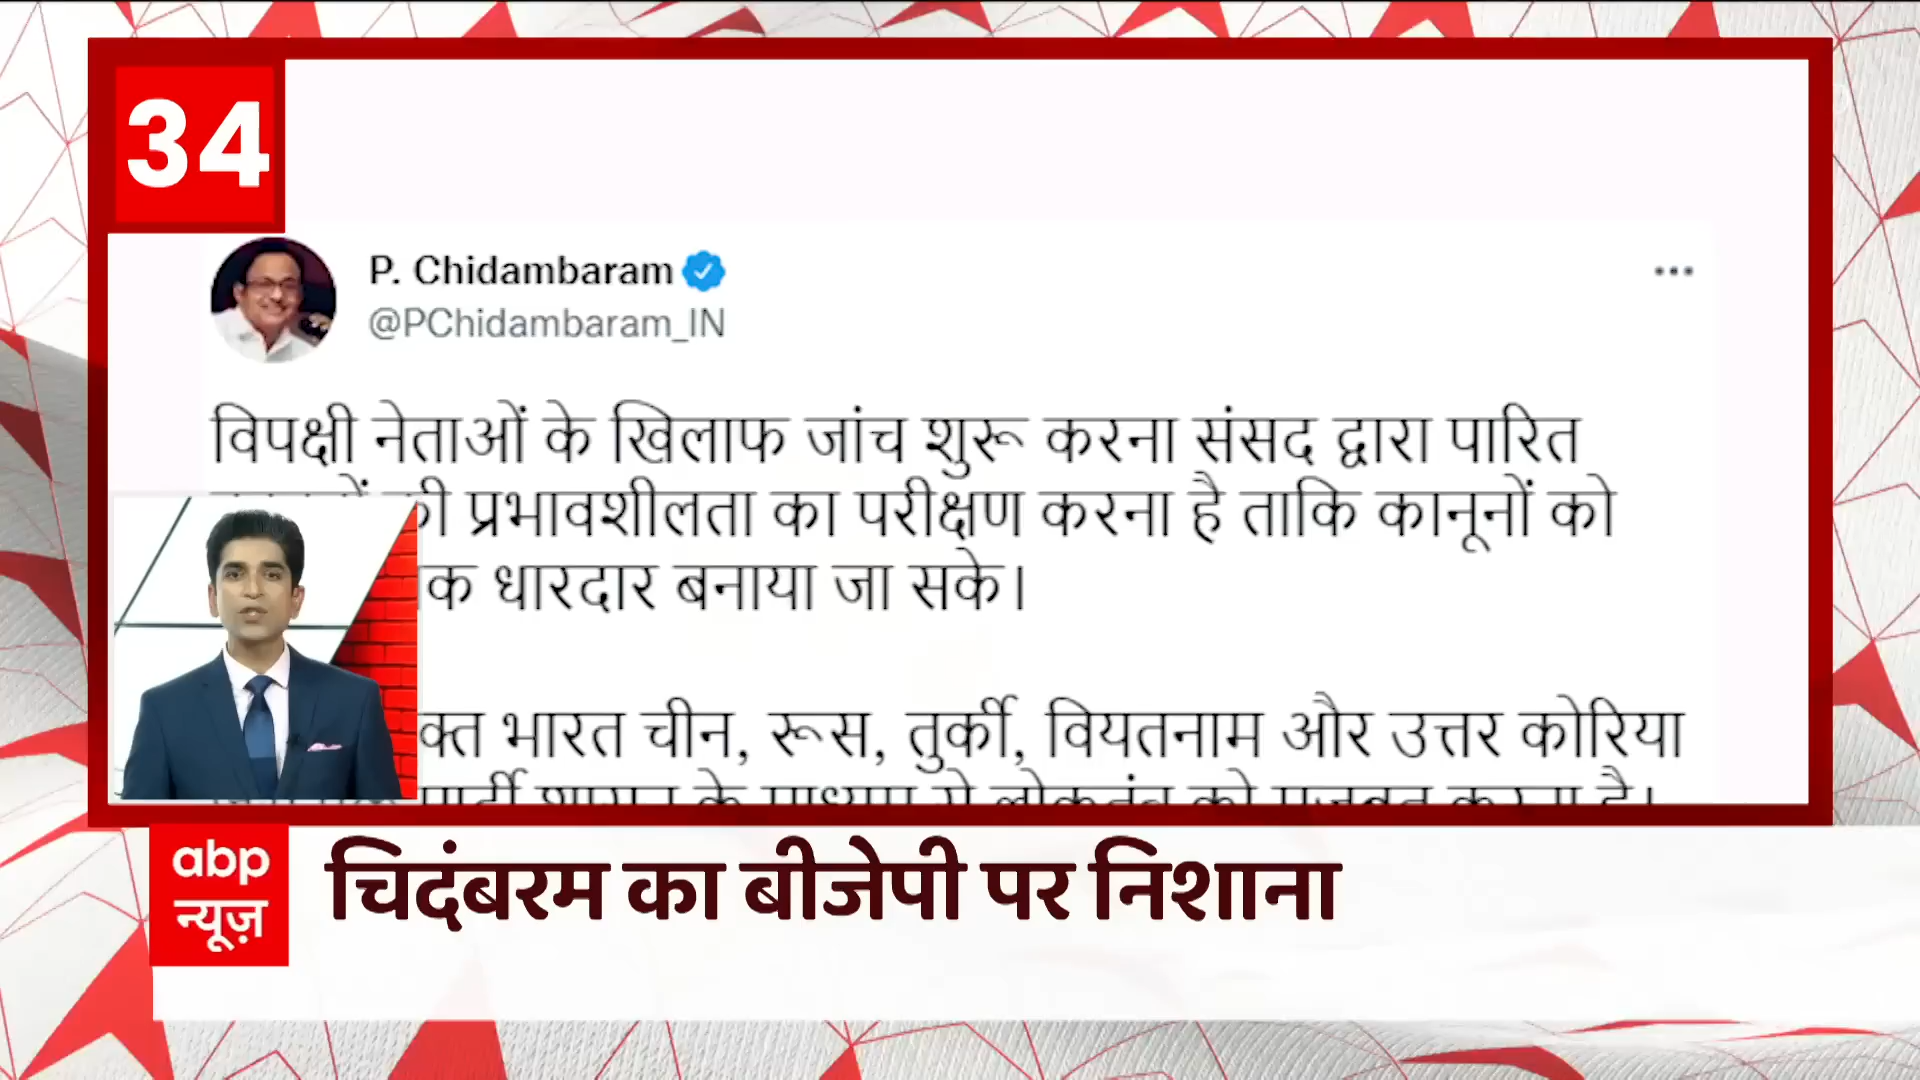 34
P. Chidambaram
@PChidambaram_IN
विपक्षी नेताओं के खिलाफ जांच शुरू करना संसद द्वारा पारित
प्रभावशीलता का परीक्षण करना है ताकि कानूनों को
धारदार बनाया जा सके।
भारत चीन, रूस, तुर्की, वियतनाम और उत्तर कोरिया
abp
न्यूज़
चिदंबरम का बीजेपी पर निशाना